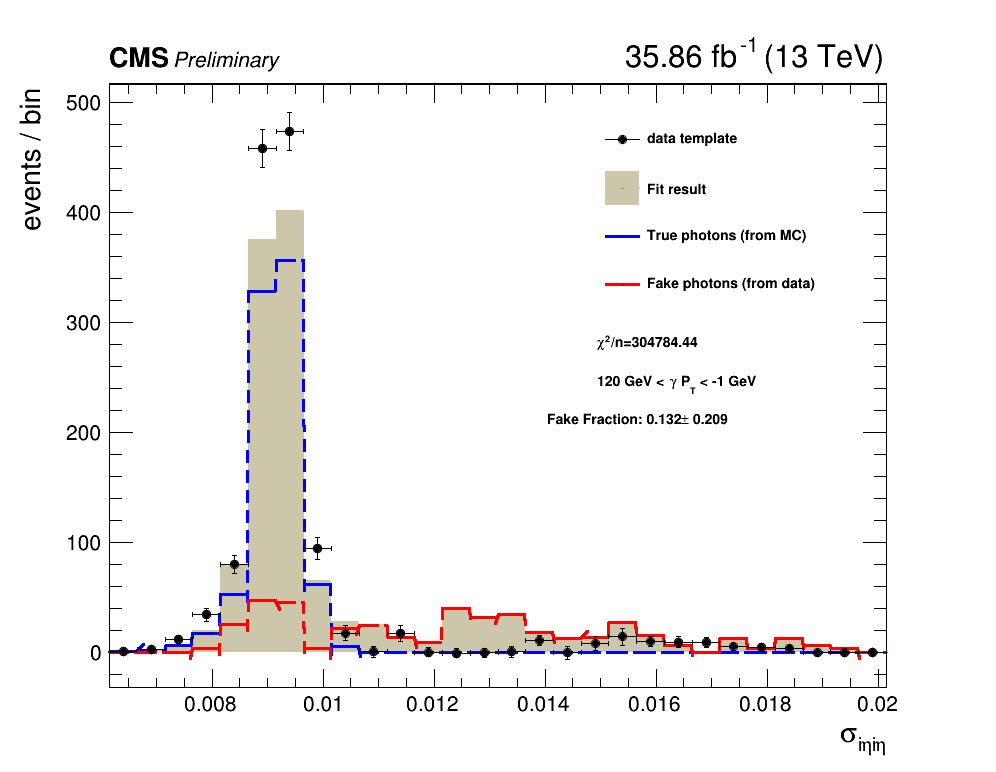 CMS Preliminary
35.86 fb⁻¹ (13 TeV)
events / bin
500
400
300
200
100
0
data template
Fit result
True photons (from MC)
Fake photons (from data)
χ²/n=304784.44
120 GeV < γ P_T < -1 GeV
Fake Fraction: 0.132± 0.209
0.008 0.01 0.012 0.014 0.016 0.018 0.02
σ_iηiη